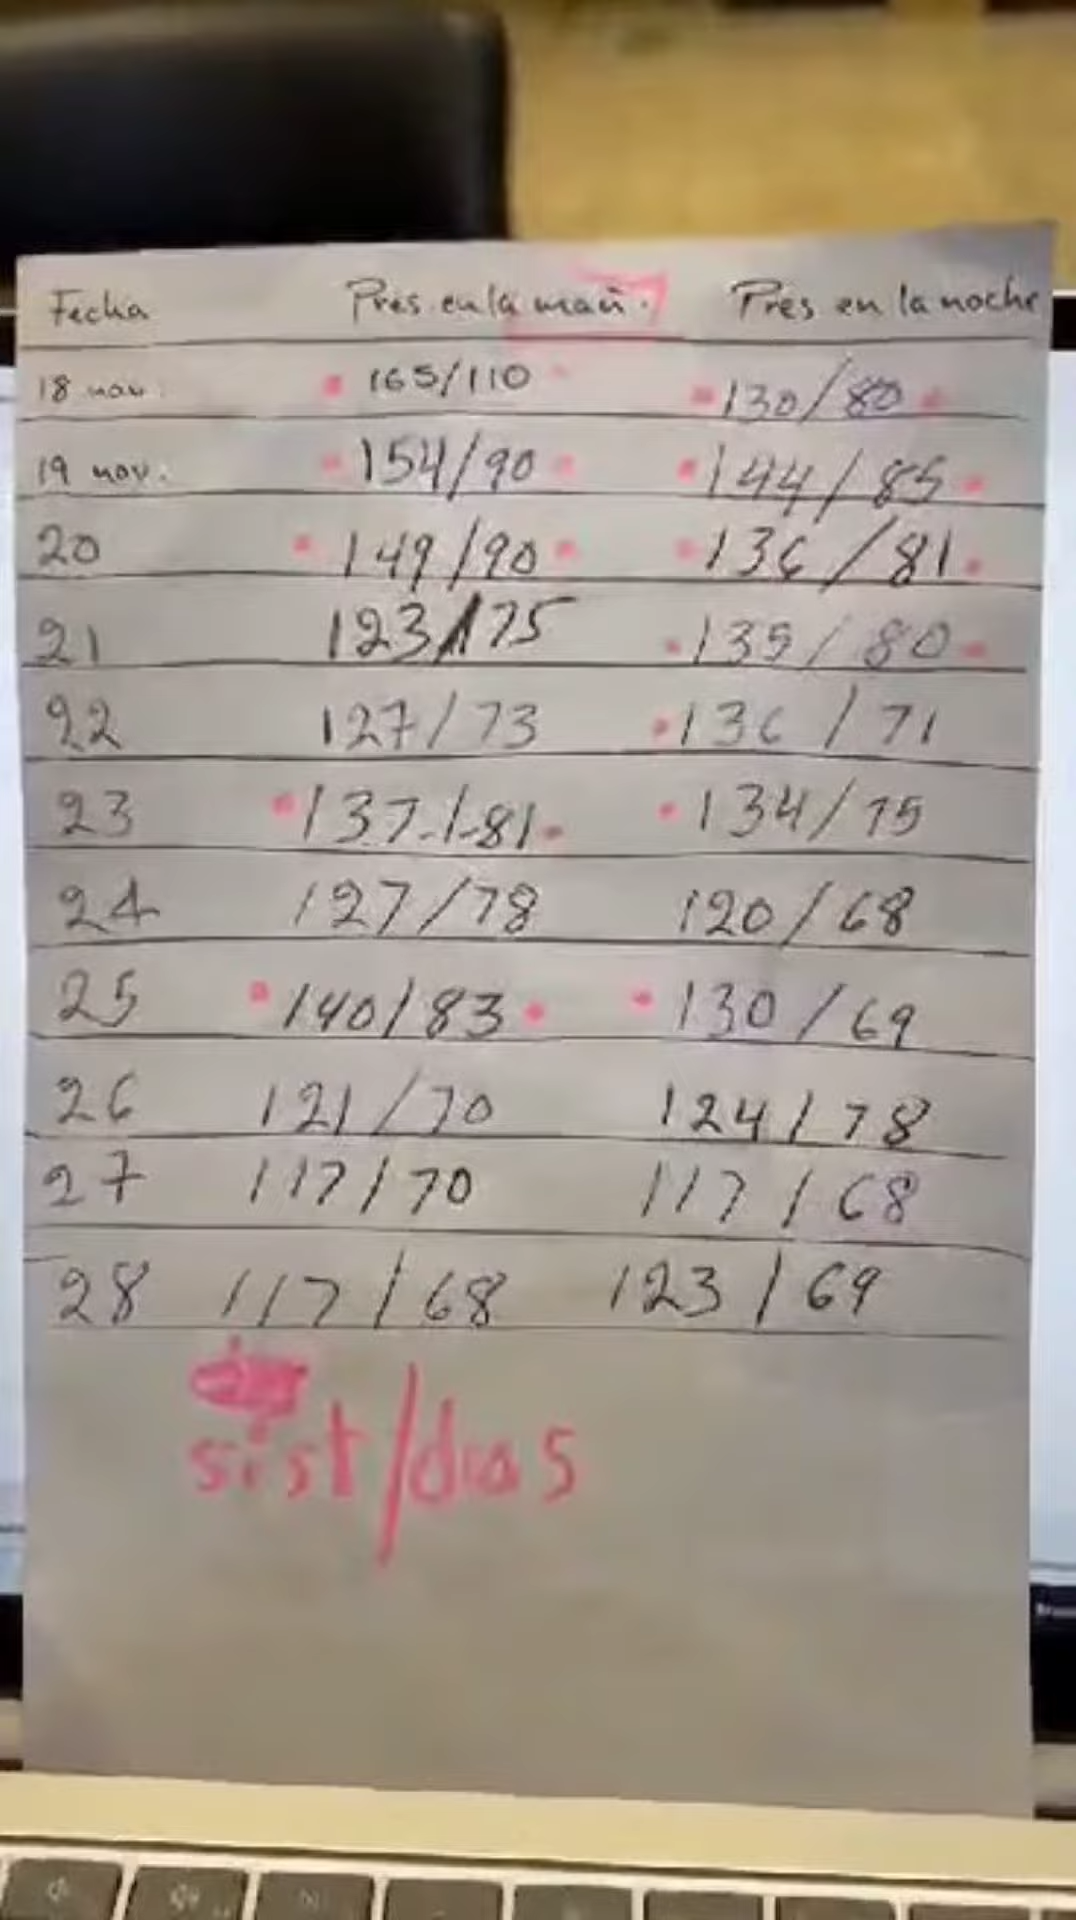 Fecha Pres. en la mañ. Pres en la noche
18 nov. 165/110 130/80
19 nov. 154/90 144/85
20 149/90 136/81
21 123/75 135/80
22 127/73 136/71
23 137/81 134/75
24 127/78 120/68
25 140/83 130/69
26 121/70 124/78
27 117/70 117/68
28 117/68 123/69
sist/dias